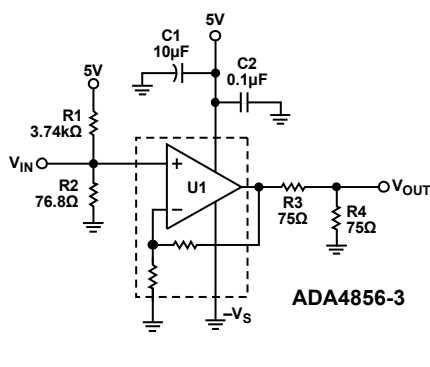 5V
C1
10µF
5V
C2
0.1µF
R1
3.74kΩ
VIN
+
U1
R2
76.8Ω
−
VOUT
R3
75Ω
R4
75Ω
ADA4856-3
–VS